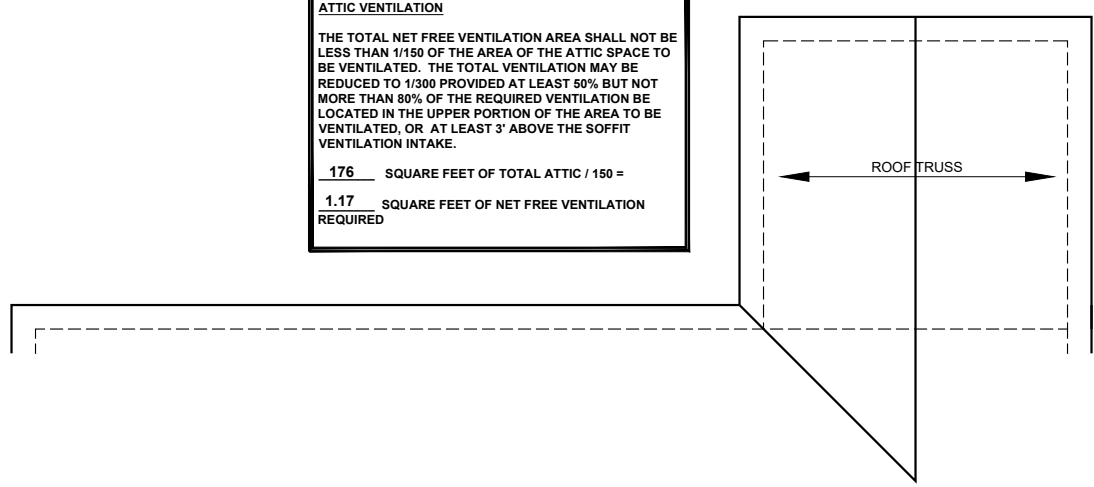 ATTIC VENTILATION
THE TOTAL NET FREE VENTILATION AREA SHALL NOT BE
LESS THAN 1/150 OF THE AREA OF THE ATTIC SPACE TO
BE VENTILATED. THE TOTAL VENTILATION MAY BE
REDUCED TO 1/300 PROVIDED AT LEAST 50% BUT NOT
MORE THAN 80% OF THE REQUIRED VENTILATION BE
LOCATED IN THE UPPER PORTION OF THE AREA TO BE
VENTILATED, OR AT LEAST 3' ABOVE THE SOFFIT
VENTILATION INTAKE.
176 SQUARE FEET OF TOTAL ATTIC / 150 =
1.17 SQUARE FEET OF NET FREE VENTILATION
REQUIRED
ROOF TRUSS